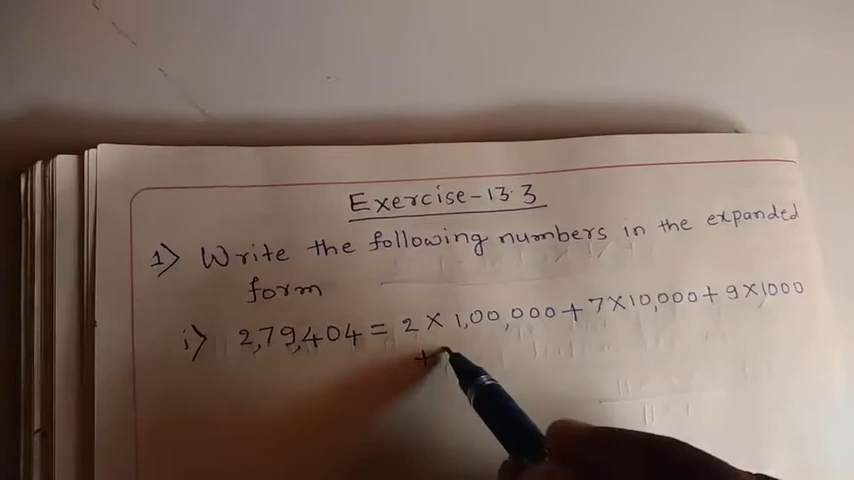 Exercise-13.3
1) Write the following numbers in the expanded
form
i) 2,79,404 = 2 × 1,00,000 + 7 × 10,000 + 9 × 1000
+